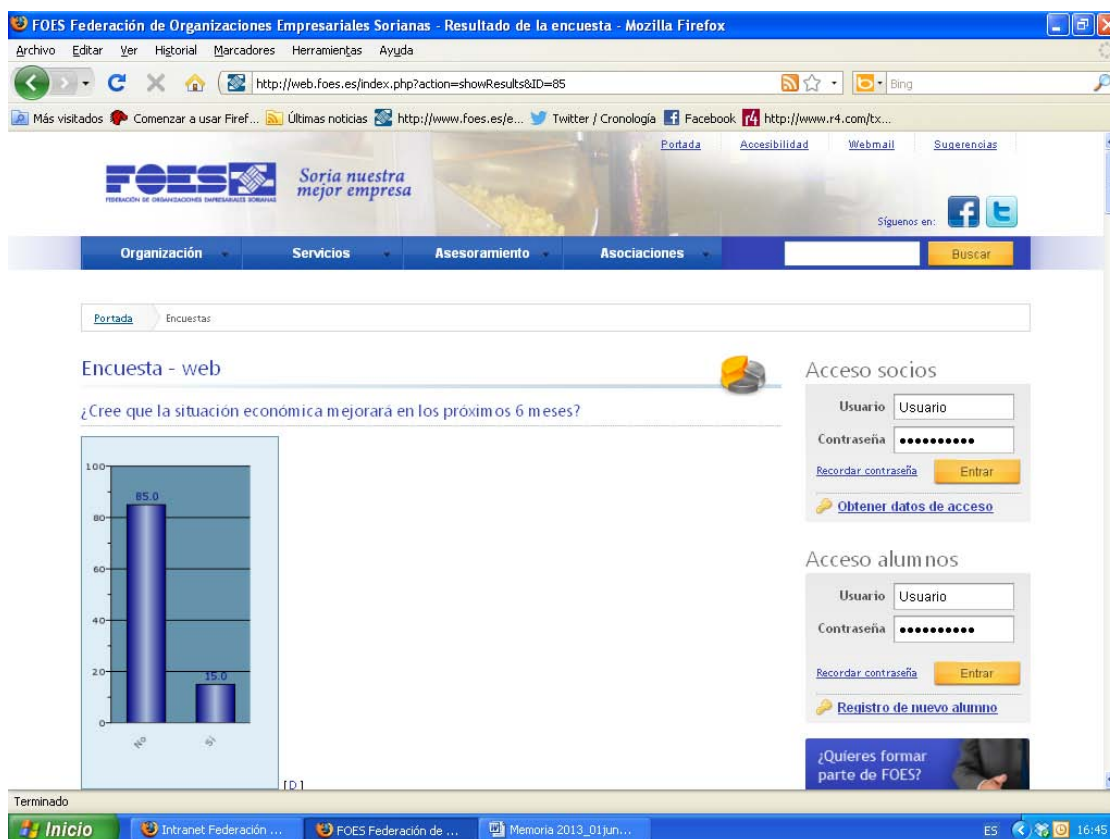 FOES Federación de Organizaciones Empresariales Sorianas - Resultado de la encuesta - Mozilla Firefox
Archivo Editar Ver Historial Marcadores Herramientas Ayuda
http://web.foes.es/index.php?action=showResults&ID=85 Bing
Más visitados Comenzar a usar Firef... Últimas noticias http://www.foes.es/e... Twitter / Cronología Facebook http://www.r4.com/tx...
Portada Accesibilidad Webmail Sugerencias
FOES
FEDERACIÓN DE ORGANIZACIONES EMPRESARIALES SORIANAS
Soria nuestra
mejor empresa
Síguenos en:
Organización Servicios Asesoramiento Asociaciones Buscar
Portada Encuestas
Encuesta - web
¿Cree que la situación económica mejorará en los próximos 6 meses?
100
80
60
40
20
0
85.0
15.0
No
Sí
[D]
Acceso socios
Usuario Usuario
Contraseña ••••••••••
Recordar contraseña Entrar
Obtener datos de acceso
Acceso alumnos
Usuario Usuario
Contraseña ••••••••••
Recordar contraseña Entrar
Registro de nuevo alumno
¿Quieres formar
parte de FOES?
Terminado
Inicio Intranet Federación ... FOES Federación de ... Memoria 2013_01jun... ES 16:45